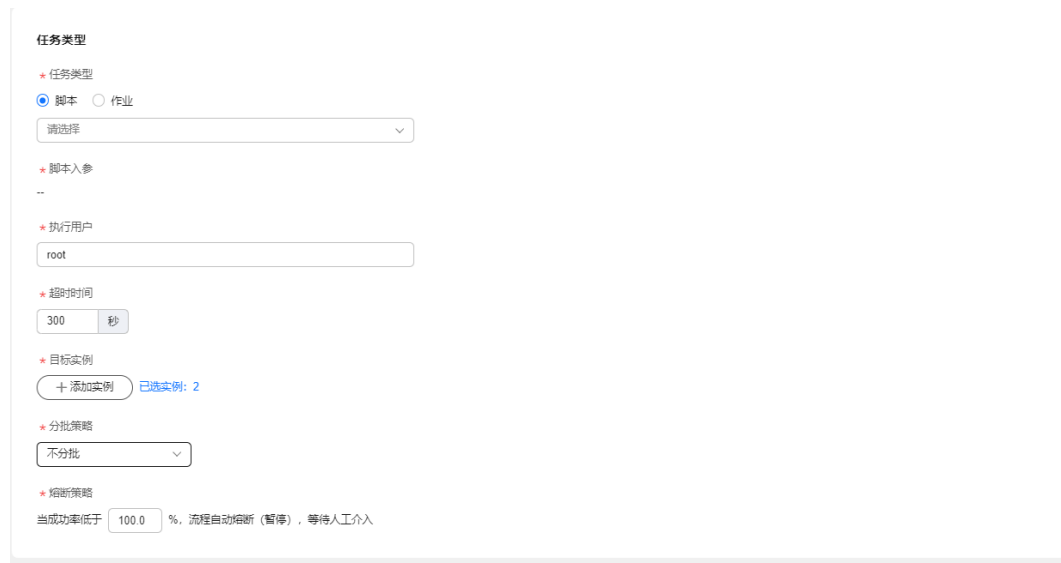 任务类型
* 任务类型
脚本 作业
请选择
* 脚本入参
--
* 执行用户
root
* 超时时间
300 秒
* 目标实例
+ 添加实例 已选实例：2
* 分批策略
不分批
* 熔断策略
当成功率低于 100.0 %，流程自动熔断（暂停），等待人工介入